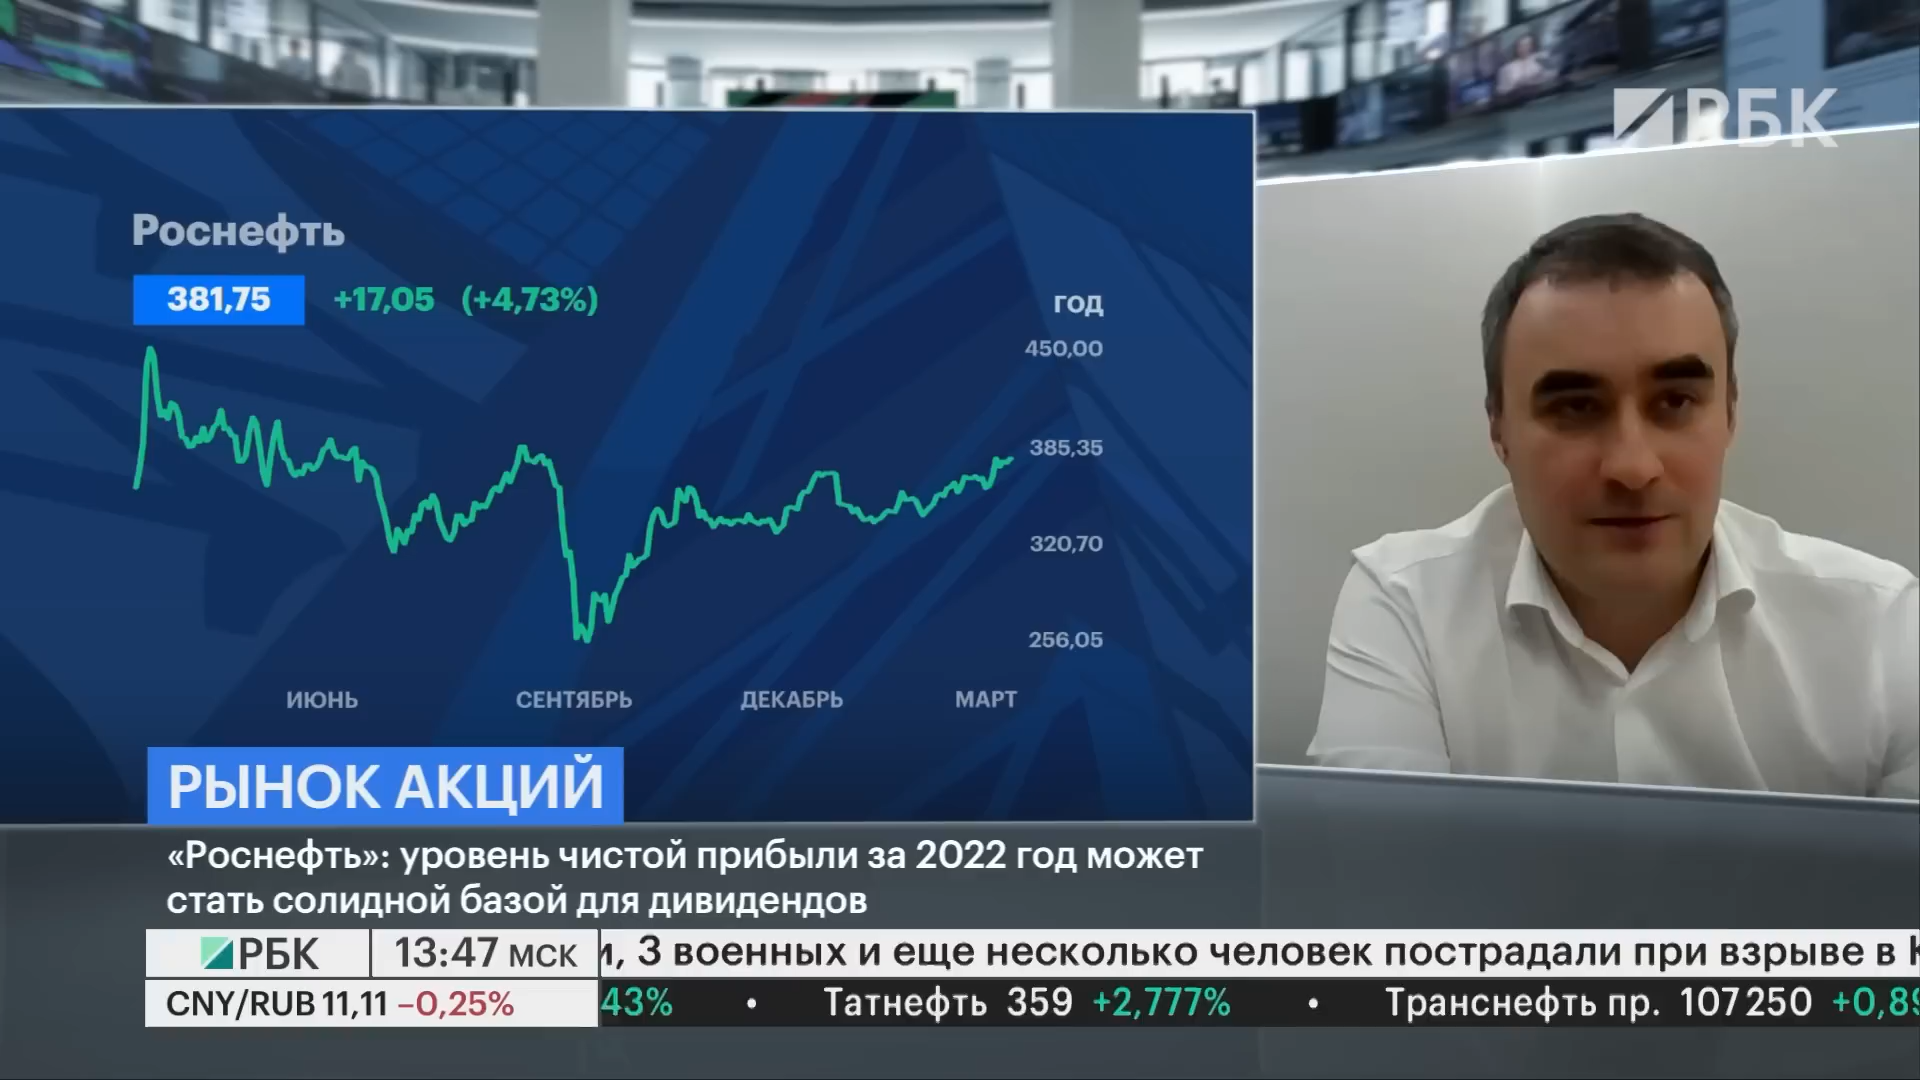 РБК
Роснефть
381,75 +17,05 (+4,73%)
ГОД
450,00
385,35
320,70
256,05
ИЮНЬ СЕНТЯБРЬ ДЕКАБРЬ МАРТ
РЫНОК АКЦИЙ
«Роснефть»: уровень чистой прибыли за 2022 год может
стать солидной базой для дивидендов
РБК 13:47 МСК , 3 военных и еще несколько человек пострадали при взрыве в
CNY/RUB 11,11 −0,25% 43% • Татнефть 359 +2,777% • Транснефть пр. 107 250 +0,8